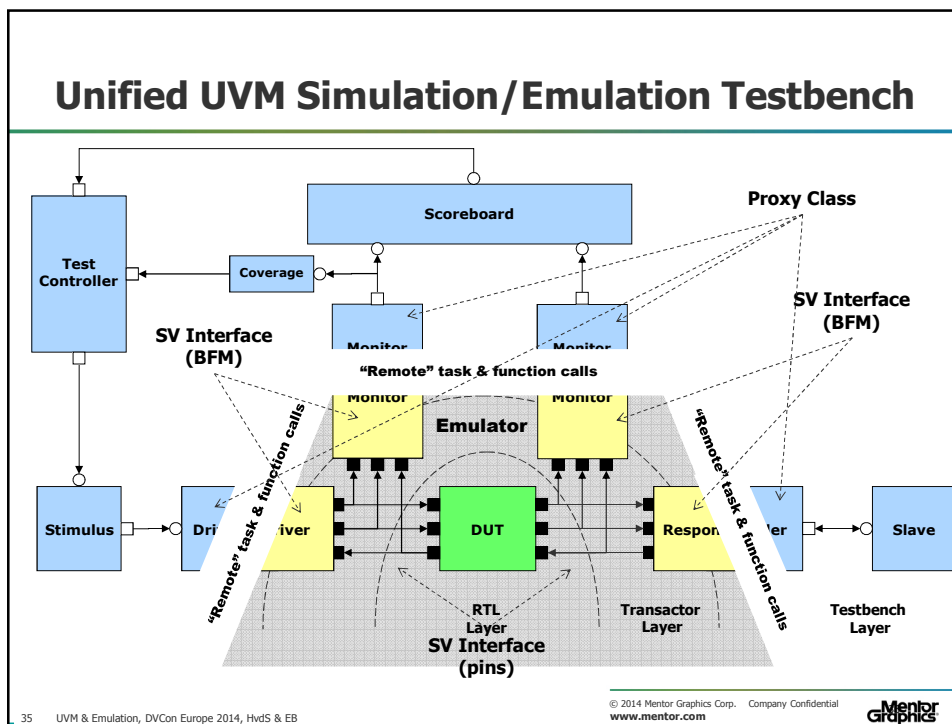 Unified UVM Simulation/Emulation Testbench
Scoreboard
Proxy Class
Test
Controller
Coverage
SV Interface
(BFM)
SV Interface
(BFM)
Monitor
Monitor
“Remote” task & function calls
Monitor
Monitor
Emulator
“Remote” task & function calls
“Remote” task & function calls
Stimulus
DUT
Slave
RTL
Layer
Transactor
Layer
Testbench
Layer
SV Interface
(pins)
35 UVM & Emulation, DVCon Europe 2014, HvdS & EB
© 2014 Mentor Graphics Corp. Company Confidential
www.mentor.com
Mentor
Graphics